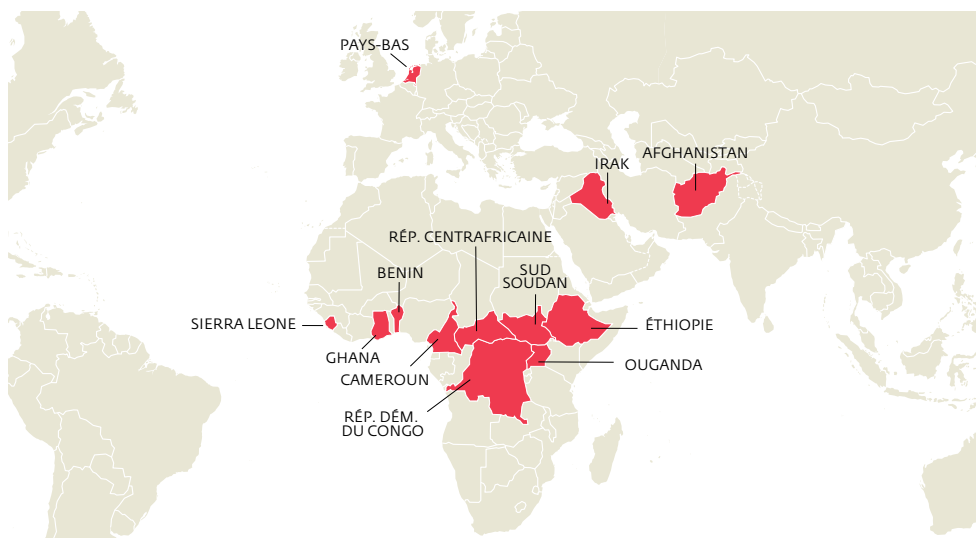 PAYS-BAS
AFGHANISTAN
IRAK
RÉP. CENTRAFRICAINE
BENIN
SUD
SOUDAN
SIERRA LEONE
ÉTHIOPIE
GHANA
OUGANDA
CAMEROUN
RÉP. DÉM.
DU CONGO